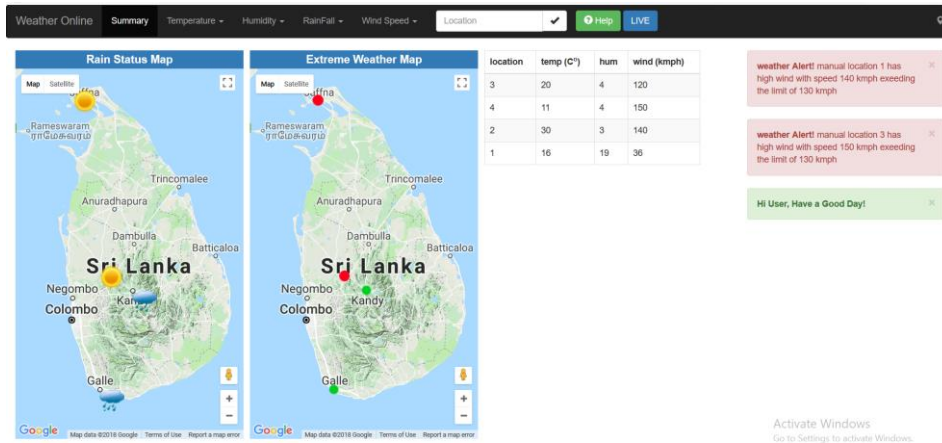 Weather Online Summary Temperature Humidity RainFall Wind Speed Location Help LIVE
Rain Status Map
Map Satellite
Jaffna
Rameswaram
ராமேசுவரம்
Trincomalee
Anuradhapura
Dambulla
Batticaloa
Sri Lanka
Negombo
Colombo
Galle
Google Map data ©2018 Google Terms of Use Report a map error
Extreme Weather Map
Map Satellite
Jaffna
Rameswaram
ராமேசுவரம்
Trincomalee
Anuradhapura
Dambulla
Batticaloa
Sri Lanka
Negombo
Kandy
Colombo
Galle
Google Map data ©2018 Google Terms of Use Report a map error
location temp (C°) hum wind (kmph)
3 20 4 120
4 11 4 150
2 30 3 140
1 16 19 36
weather Alert! manual location 1 has ×
high wind with speed 140 kmph exeeding
the limit of 130 kmph
weather Alert! manual location 3 has ×
high wind with speed 150 kmph exeeding
the limit of 130 kmph
Hi User, Have a Good Day! ×
Activate Windows
Go to Settings to activate Windows.